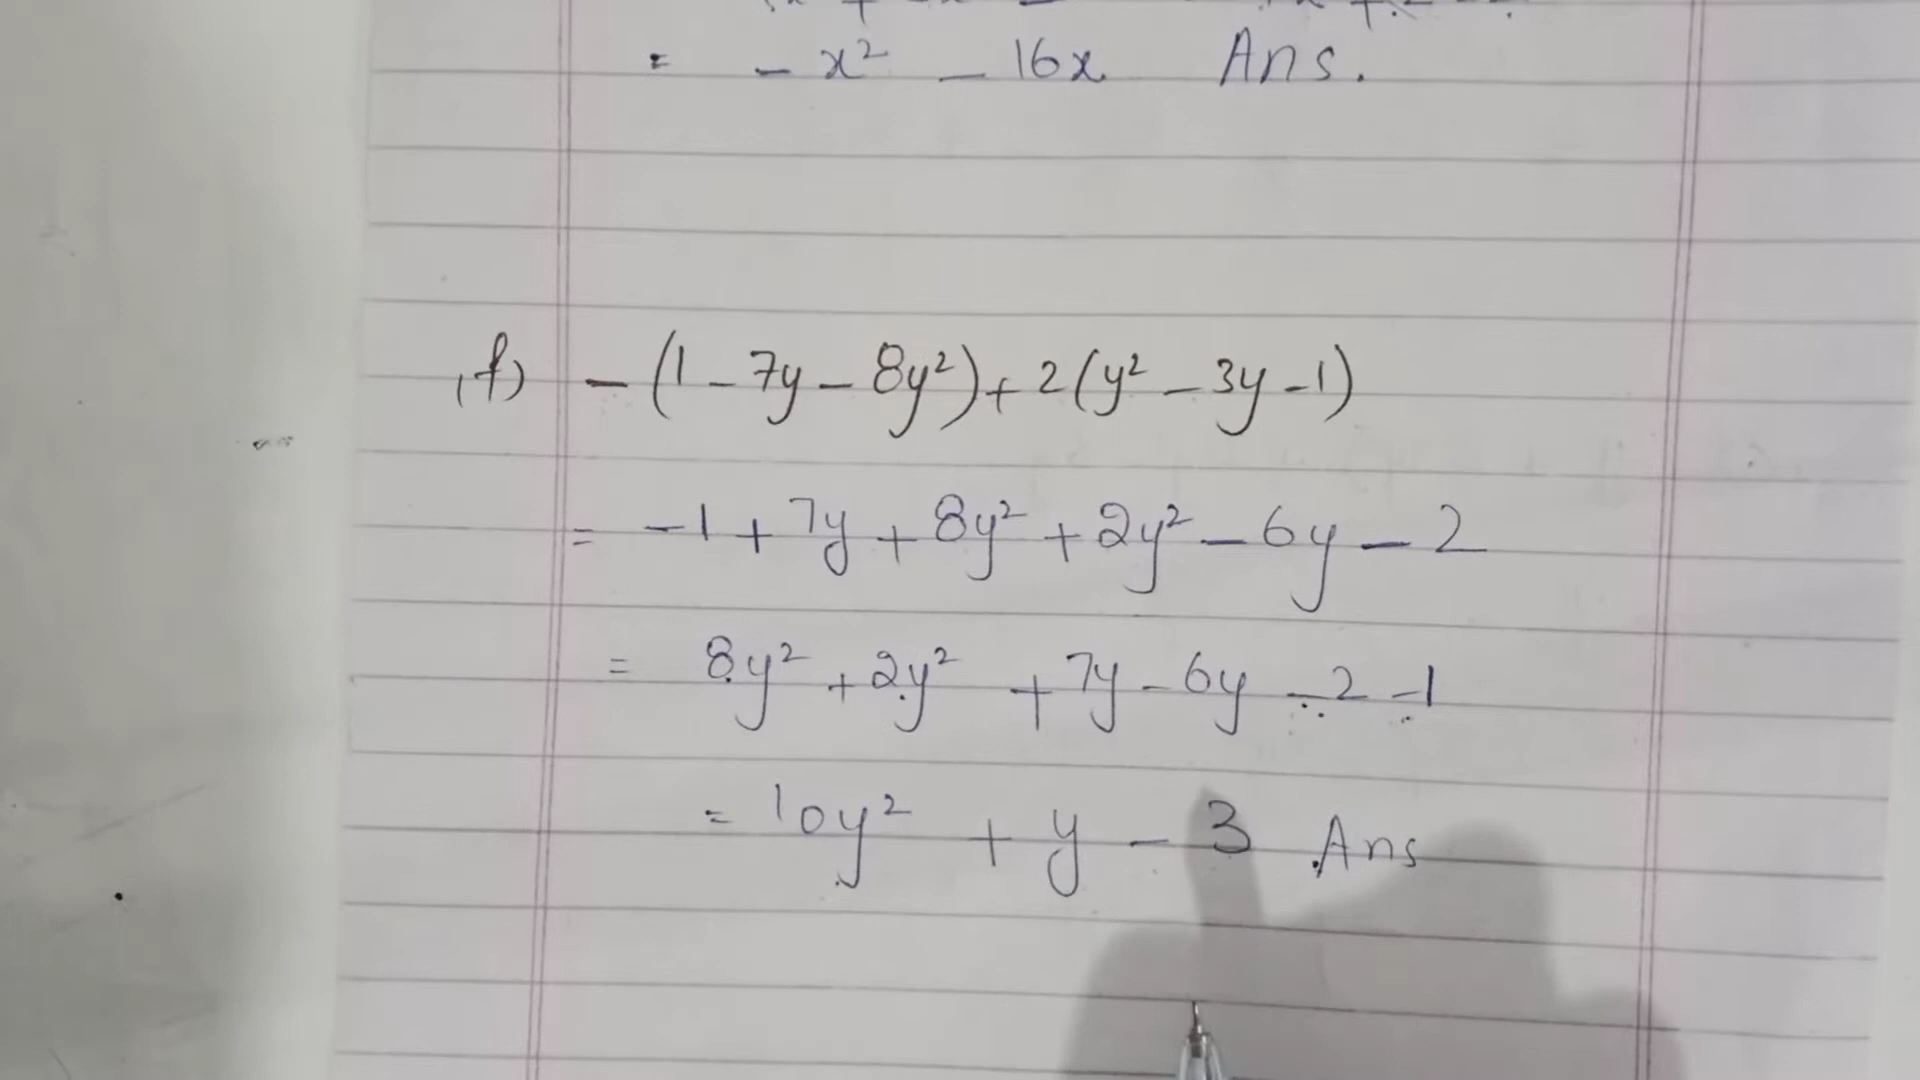 = - x² - 16x Ans.
(f) - (1 - 7y - 8y²) + 2(y² - 3y - 1)
= -1 + 7y + 8y² + 2y² - 6y - 2
= 8y² + 2y² + 7y - 6y - 2 - 1
= 10y² + y - 3 Ans